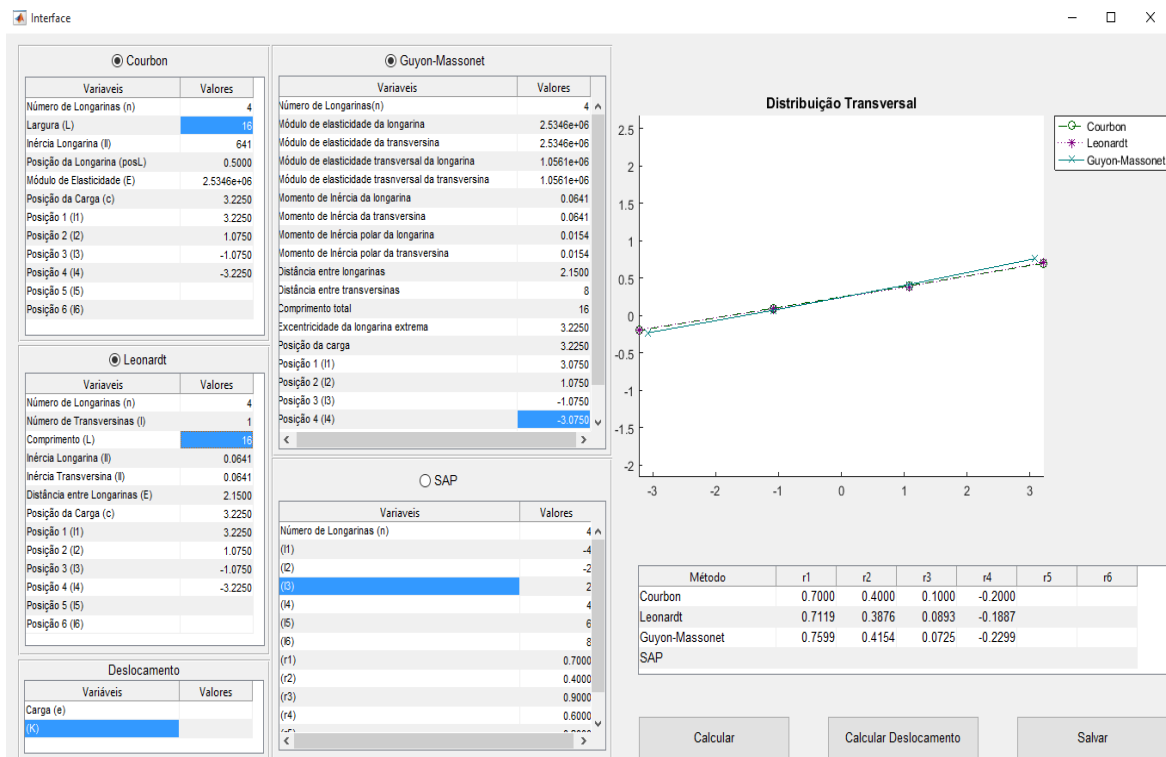 Interface
Courbon
Variaveis Valores
Número de Longarinas (n) 4
Largura (L) 16
Inércia Longarina (Il) 641
Posição da Longarina (posL) 0.5000
Módulo de Elasticidade (E) 2.5346e+06
Posição da Carga (c) 3.2250
Posição 1 (l1) 3.2250
Posição 2 (l2) 1.0750
Posição 3 (l3) -1.0750
Posição 4 (l4) -3.2250
Posição 5 (l5)
Posição 6 (l6)
Leonardt
Variaveis Valores
Número de Longarinas (n) 4
Número de Transversinas (l) 1
Comprimento (L) 16
Inércia Longarina (Il) 0.0641
Inércia Transversina (Il) 0.0641
Distância entre Longarinas (E) 2.1500
Posição da Carga (c) 3.2250
Posição 1 (l1) 3.2250
Posição 2 (l2) 1.0750
Posição 3 (l3) -1.0750
Posição 4 (l4) -3.2250
Posição 5 (l5)
Posição 6 (l6)
Deslocamento
Variáveis Valores
Carga (e)
(K)
Guyon-Massonet
Variaveis Valores
Número de Longarinas(n) 4
Módulo de elasticidade da longarina 2.5346e+06
Módulo de elasticidade da transversina 2.5346e+06
Módulo de elasticidade transversal da longarina 1.0561e+06
Módulo de elasticidade trasnversal da transversina 1.0561e+06
Momento de Inércia da longarina 0.0641
Momento de Inércia da transversina 0.0641
Momento de Inércia polar da longarina 0.0154
Momento de Inércia polar da transversina 0.0154
Distância entre longarinas 2.1500
Distância entre transversinas 8
Comprimento total 16
Excentricidade da longarina extrema 3.2250
Posição da carga 3.2250
Posição 1 (l1) 3.0750
Posição 2 (l2) 1.0750
Posição 3 (l3) -1.0750
Posição 4 (l4) -3.0750
SAP
Variaveis Valores
Número de Longarinas (n) 4
(l1) -4
(l2) -2
(l3) 2
(l4) 4
(l5) 6
(l6) 8
(r1) 0.7000
(r2) 0.4000
(r3) 0.9000
(r4) 0.6000
Distribuição Transversal
2.5
2
1.5
1
0.5
0
-0.5
-1
-1.5
-2
-3 -2 -1 0 1 2 3
Courbon
Leonardt
Guyon-Massonet
Método r1 r2 r3 r4 r5 r6
Courbon 0.7000 0.4000 0.1000 -0.2000
Leonardt 0.7119 0.3876 0.0893 -0.1887
Guyon-Massonet 0.7599 0.4154 0.0725 -0.2299
SAP
Calcular Calcular Deslocamento Salvar